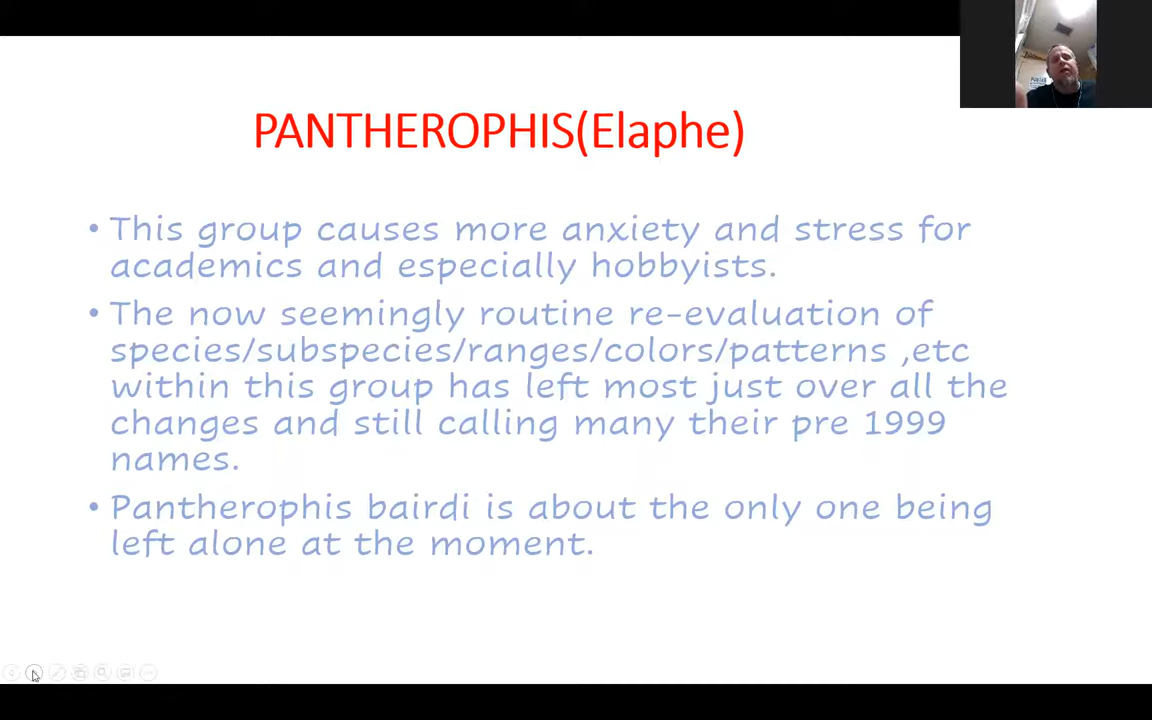 PANTHEROPHIS(Elaphe)
• This group causes more anxiety and stress for
academics and especially hobbyists.
• The now seemingly routine re-evaluation of
species/subspecies/ranges/colors/patterns ,etc
within this group has left most just over all the
changes and still calling many their pre 1999
names.
• Pantherophis bairdi is about the only one being
left alone at the moment.